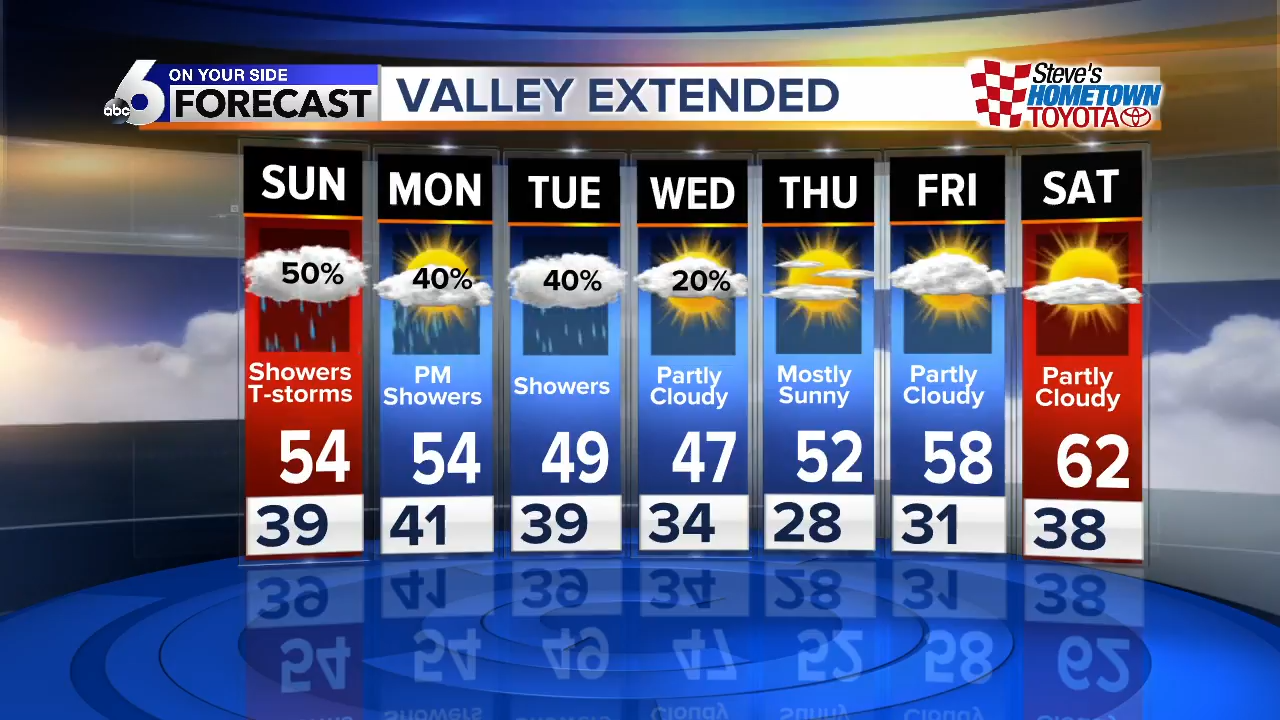 ON YOUR SIDE
abc 6 FORECAST
VALLEY EXTENDED
Steve's
HOMETOWN
TOYOTA
SUN
50%
Showers
T-storms
54
39
MON
40%
PM
Showers
54
41
TUE
40%
Showers
49
39
WED
20%
Partly
Cloudy
47
34
THU
Mostly
Sunny
52
28
FRI
Partly
Cloudy
58
31
SAT
Partly
Cloudy
62
38